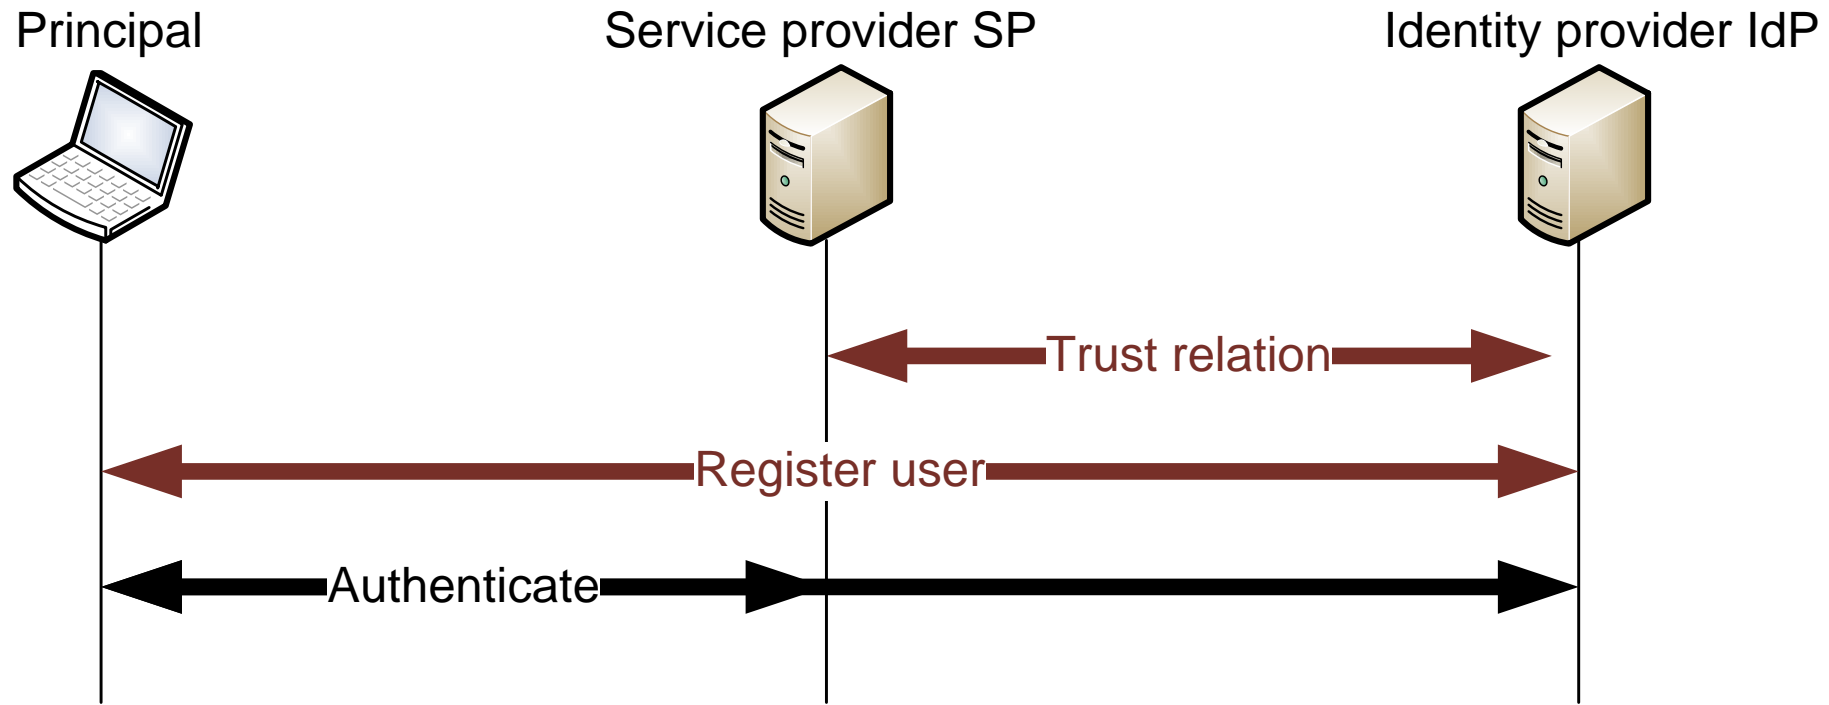 Principal
Service provider SP
Identity provider IdP
Trust relation
Register user
Authenticate